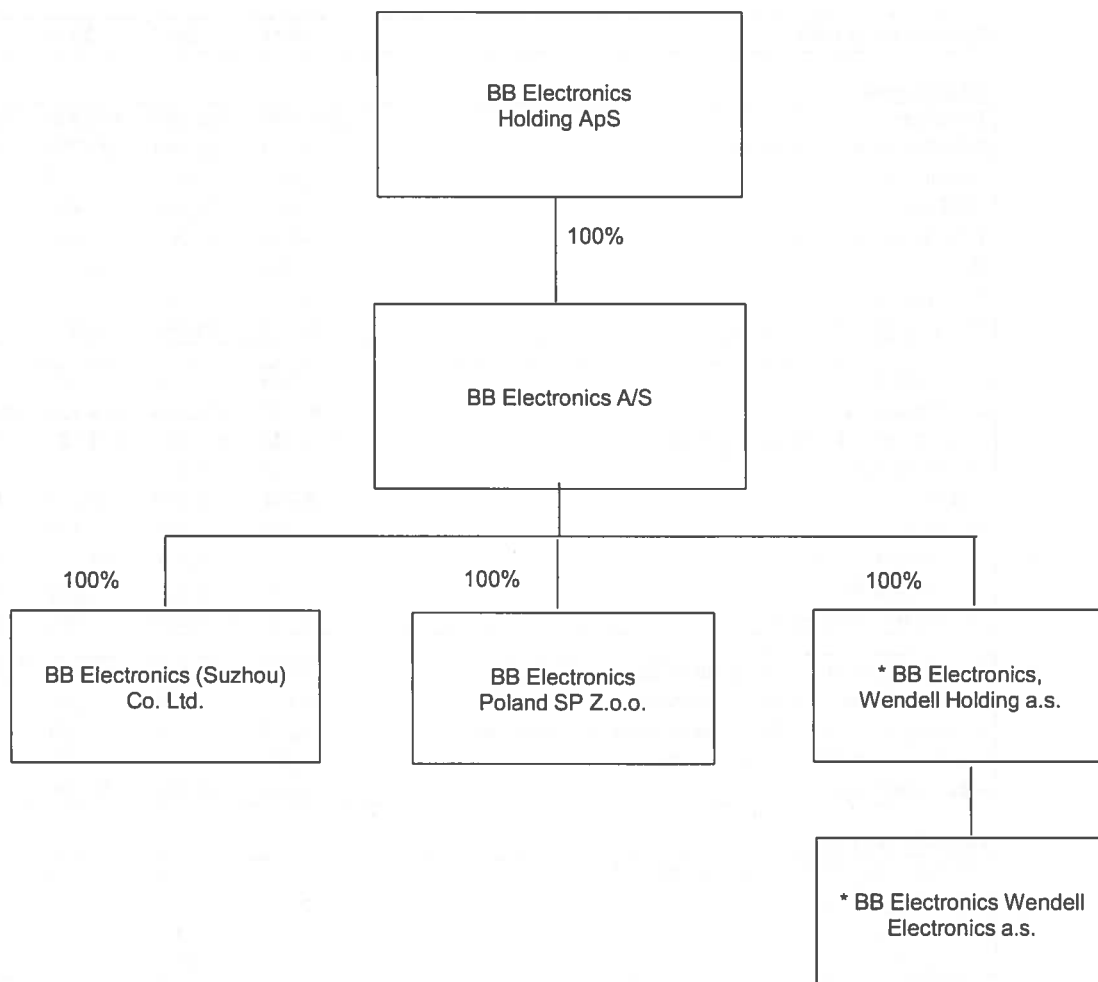 BB Electronics
Holding ApS
100%
BB Electronics A/S
100%
100%
100%
BB Electronics (Suzhou)
Co. Ltd.
BB Electronics
Poland SP Z.o.o.
* BB Electronics,
Wendell Holding a.s.
* BB Electronics Wendell
Electronics a.s.